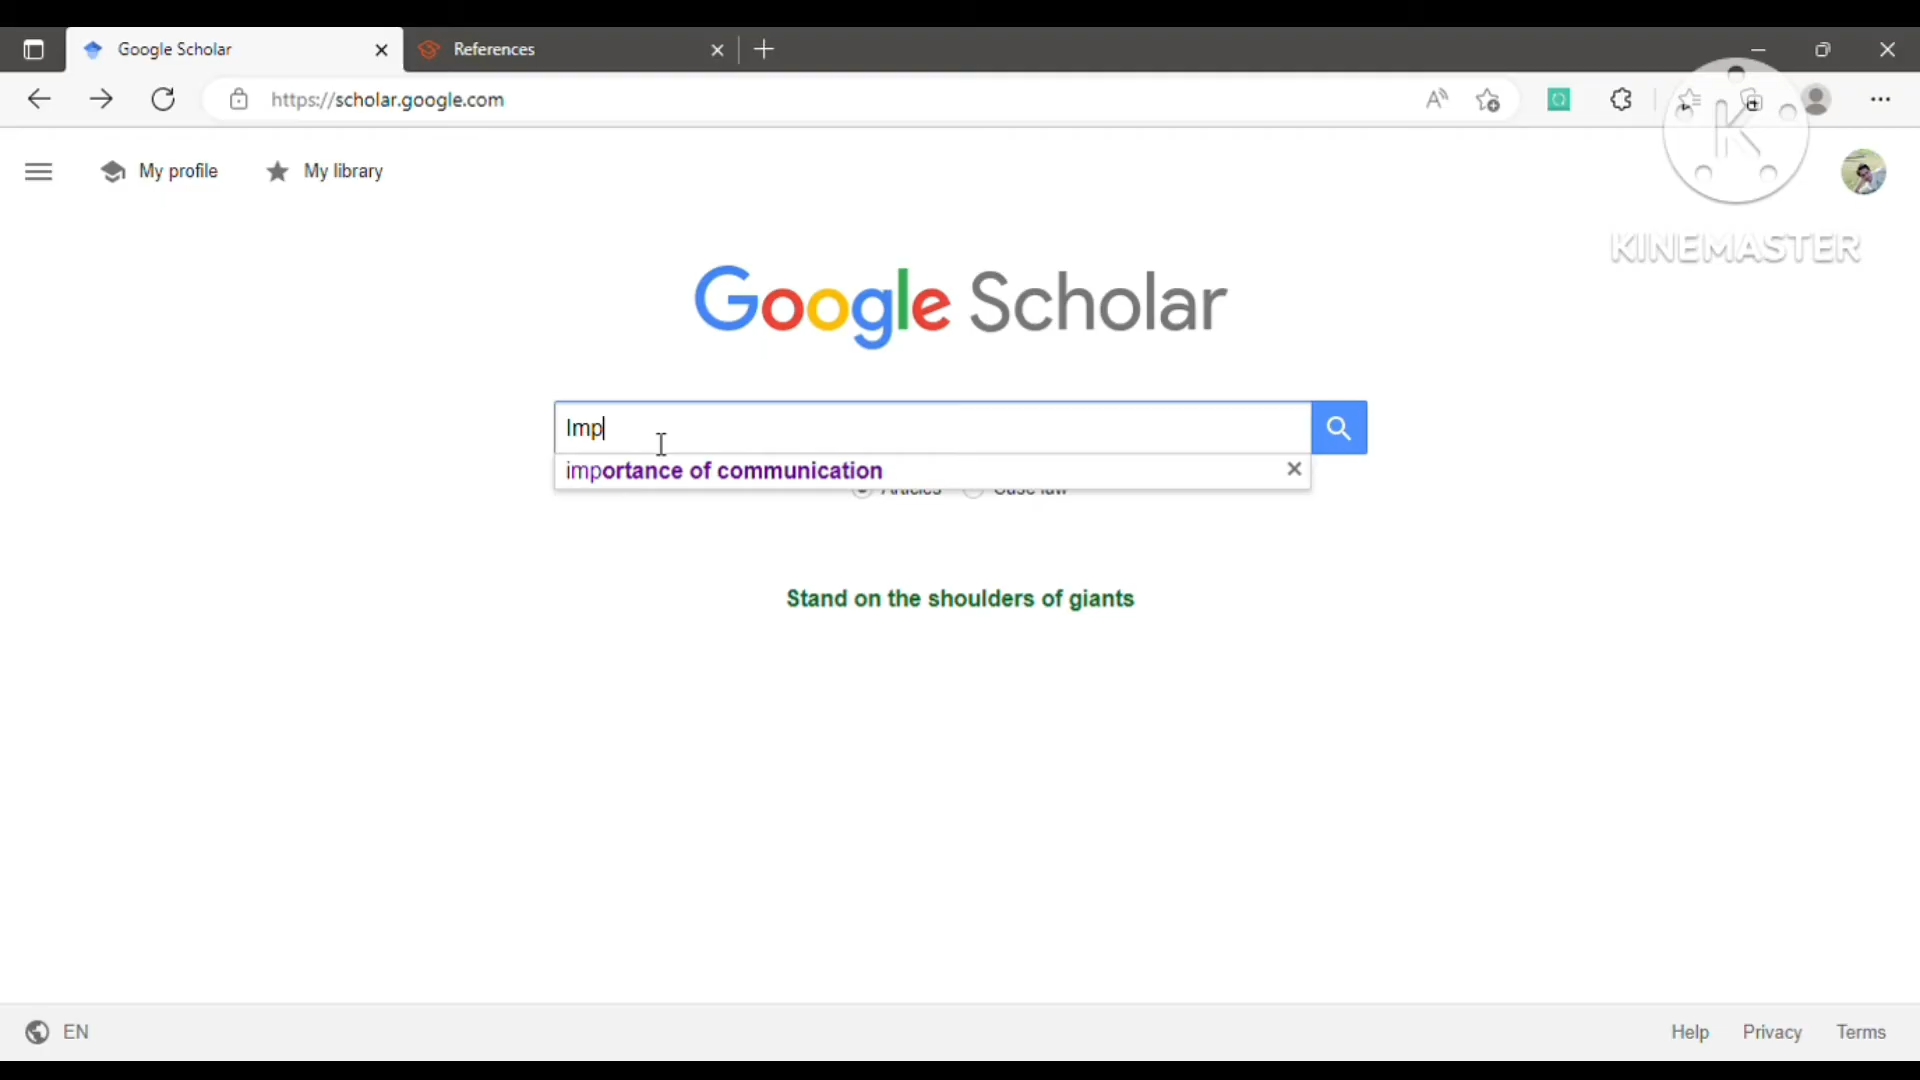 Google Scholar
References
https://scholar.google.com
My profile
My library
K
KINEMASTER
Google Scholar
Imp
importance of communication
Articles
Case law
Stand on the shoulders of giants
EN
Help
Privacy
Terms